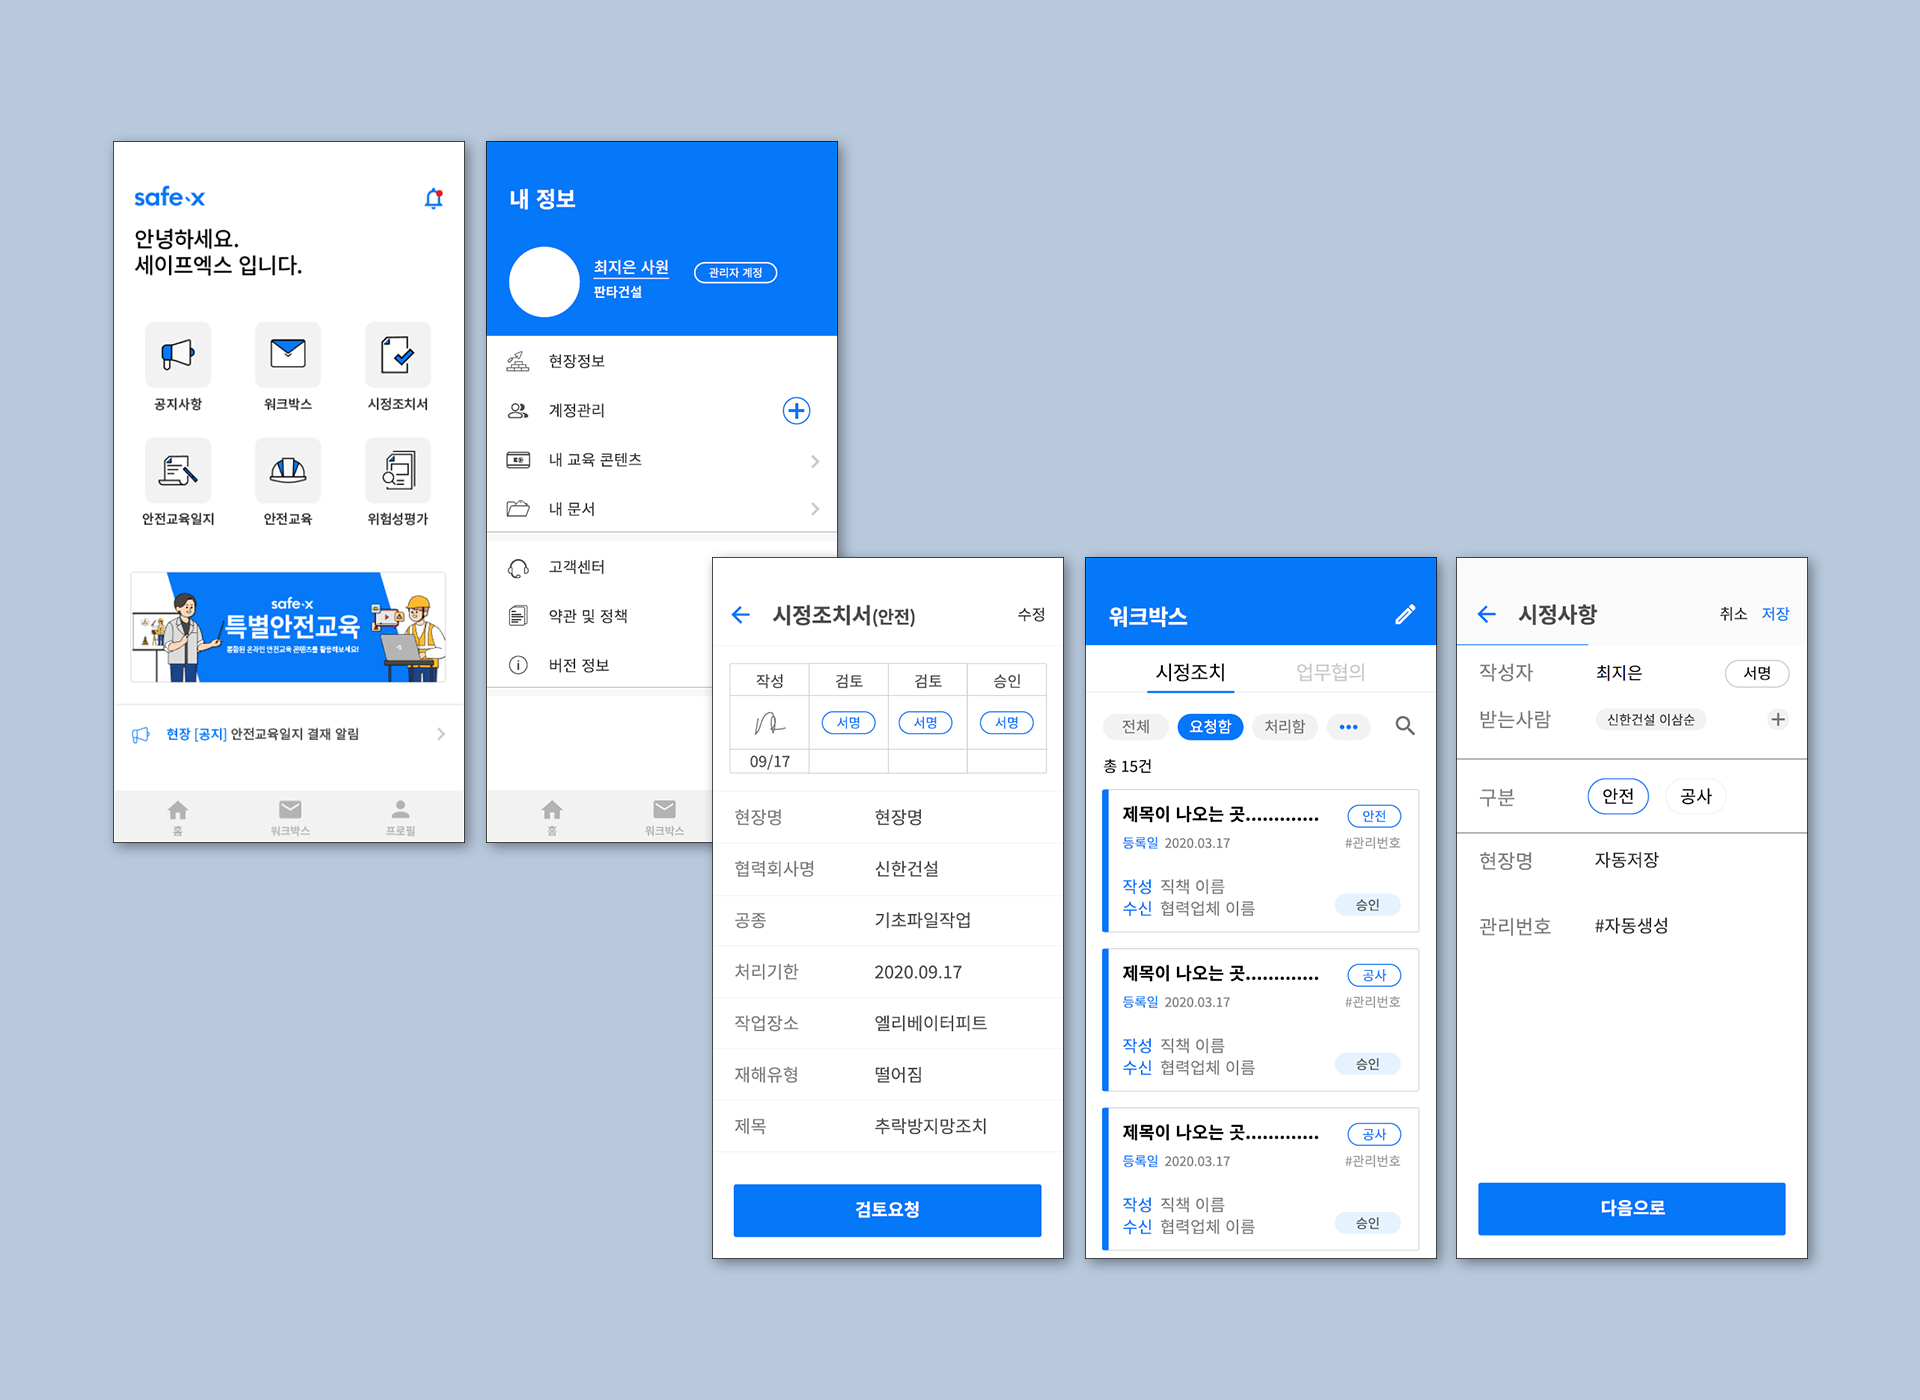 safe·x
안녕하세요.
세이프엑스 입니다.
공지사항
워크박스
시정조치서
안전교육일지
안전교육
위험성평가
safe·x
특별안전교육
통합된 온라인 안전교육 콘텐츠를 활용해보세요!
현장 [공지] 안전교육일지 결재 알림
홈
워크박스
프로필
내 정보
최지은 사원
관리자 계정
판타건설
현장정보
계정관리
내 교육 콘텐츠
내 문서
고객센터
약관 및 정책
버전 정보
홈
워크박스
시정조치서(안전)
수정
작성 검토 검토 승인
서명 서명 서명
09/17
현장명 현장명
협력회사명 신한건설
공종 기초파일작업
처리기한 2020.09.17
작업장소 엘리베이터피트
재해유형 떨어짐
제목 추락방지망조치
검토요청
워크박스
시정조치 업무협의
전체 요청함 처리함
총 15건
제목이 나오는 곳............. 안전
등록일 2020.03.17 #관리번호
작성 직책 이름
수신 협력업체 이름 승인
제목이 나오는 곳............. 공사
등록일 2020.03.17 #관리번호
작성 직책 이름
수신 협력업체 이름 승인
제목이 나오는 곳............. 공사
등록일 2020.03.17 #관리번호
작성 직책 이름
수신 협력업체 이름 승인
시정사항
취소 저장
작성자 최지은 서명
받는사람 신한건설 이삼순
구분 안전 공사
현장명 자동저장
관리번호 #자동생성
다음으로